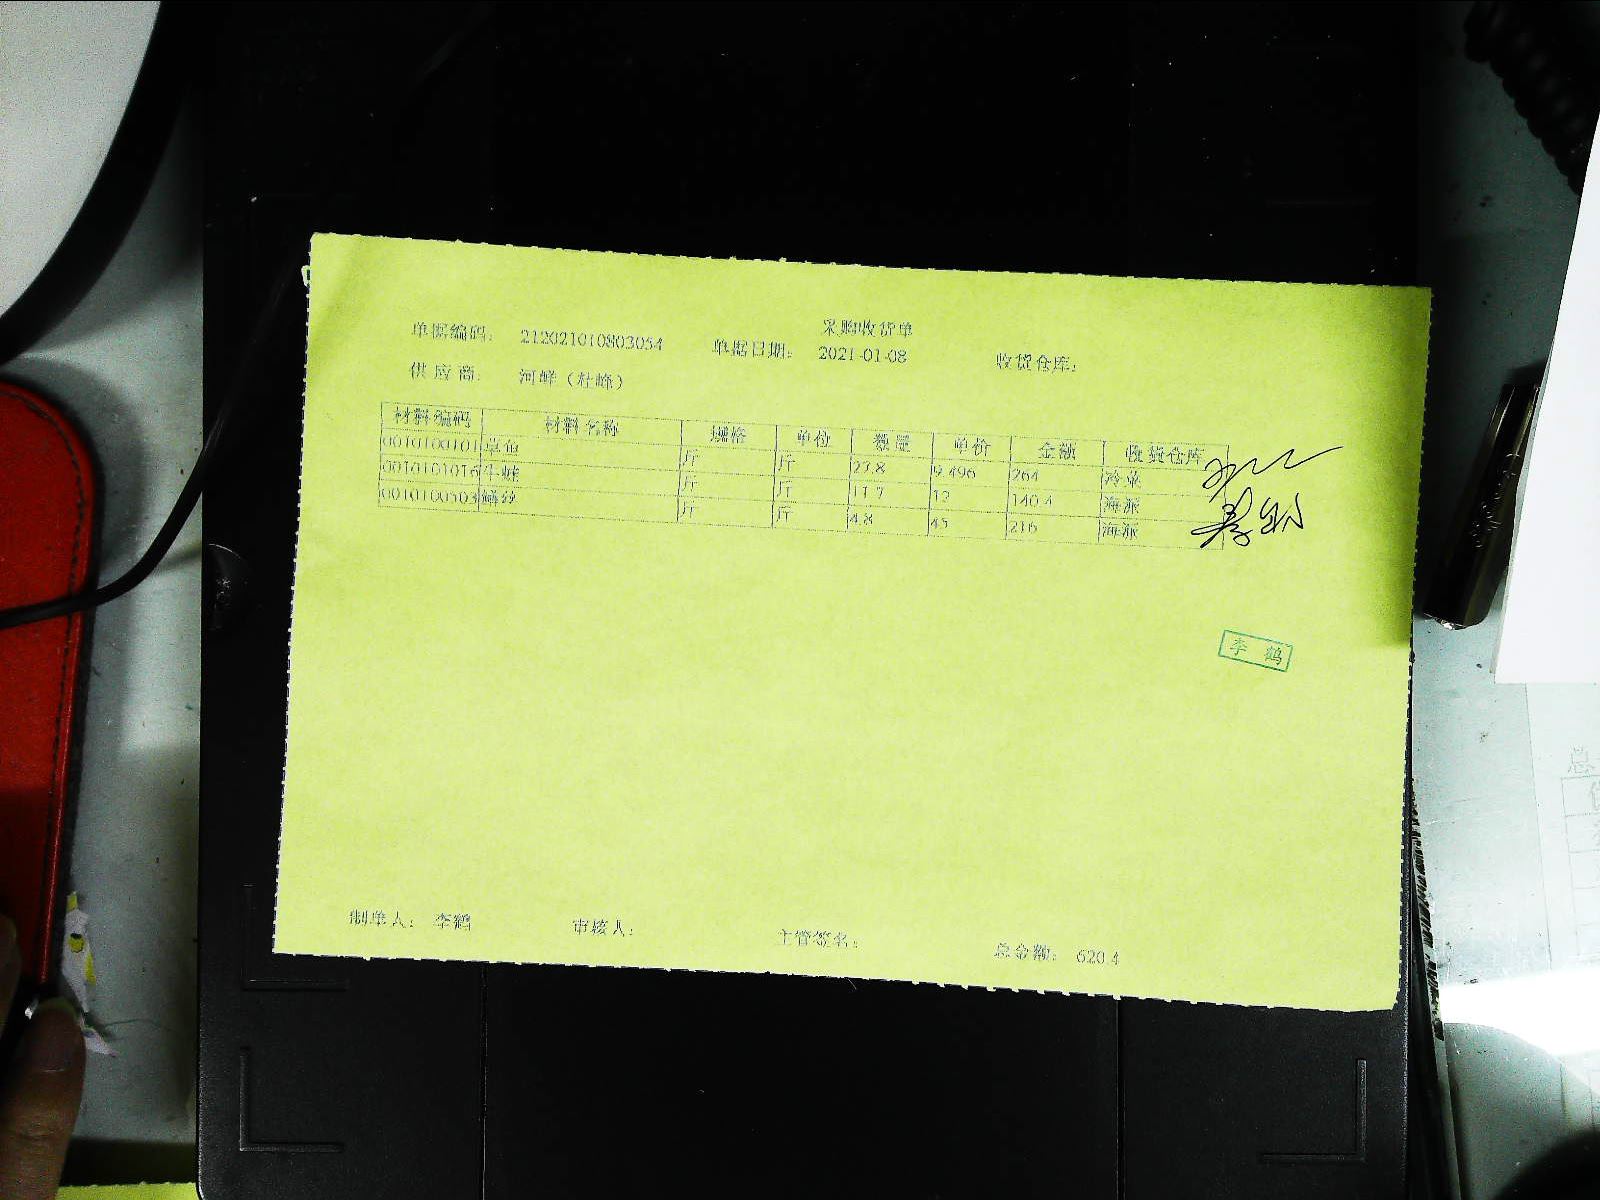 采购收货单
单据编码： 212021010803054 单据日期： 2021-01-08 收货仓库：
供应商： 河鲜（杜峰）
材料编码 材料名称 规格 单位 数量 单价 金额 收货仓库
0010100101 草鱼 斤 斤 27.8 9.496 264 冷菜
0010101016 牛蛙 斤 斤 11.7 12 140.4 海派
0010100503 鳝丝 斤 斤 4.8 45 216 海派
李鹤
制单人： 李鹤 审核人： 主管签名： 总金额： 620.4
总